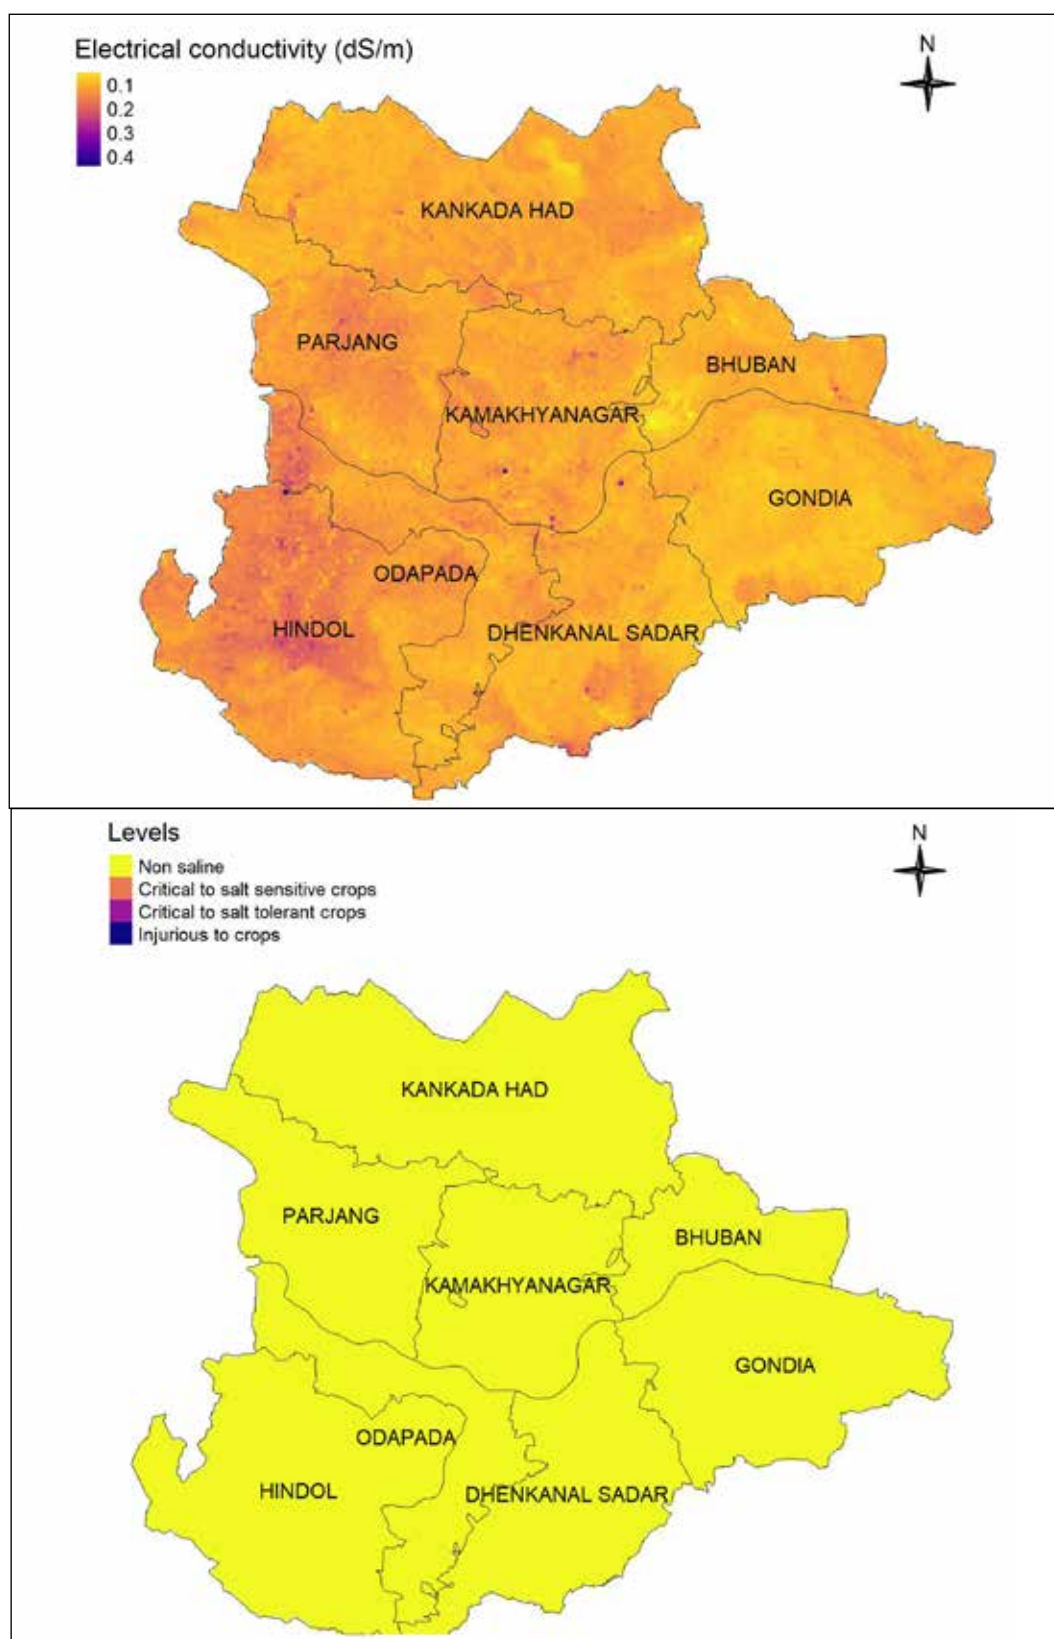 Electrical conductivity (dS/m)
N
0.1
0.2
0.3
0.4
KANKADA HAD
PARJANG
BHUBAN
KAMAKHYANAGAR
GONDIA
ODAPADA
HINDOL
DHENKANAL SADAR
Levels
N
Non saline
Critical to salt sensitive crops
Critical to salt tolerant crops
Injurious to crops
KANKADA HAD
PARJANG
BHUBAN
KAMAKHYANAGAR
GONDIA
ODAPADA
HINDOL
DHENKANAL SADAR